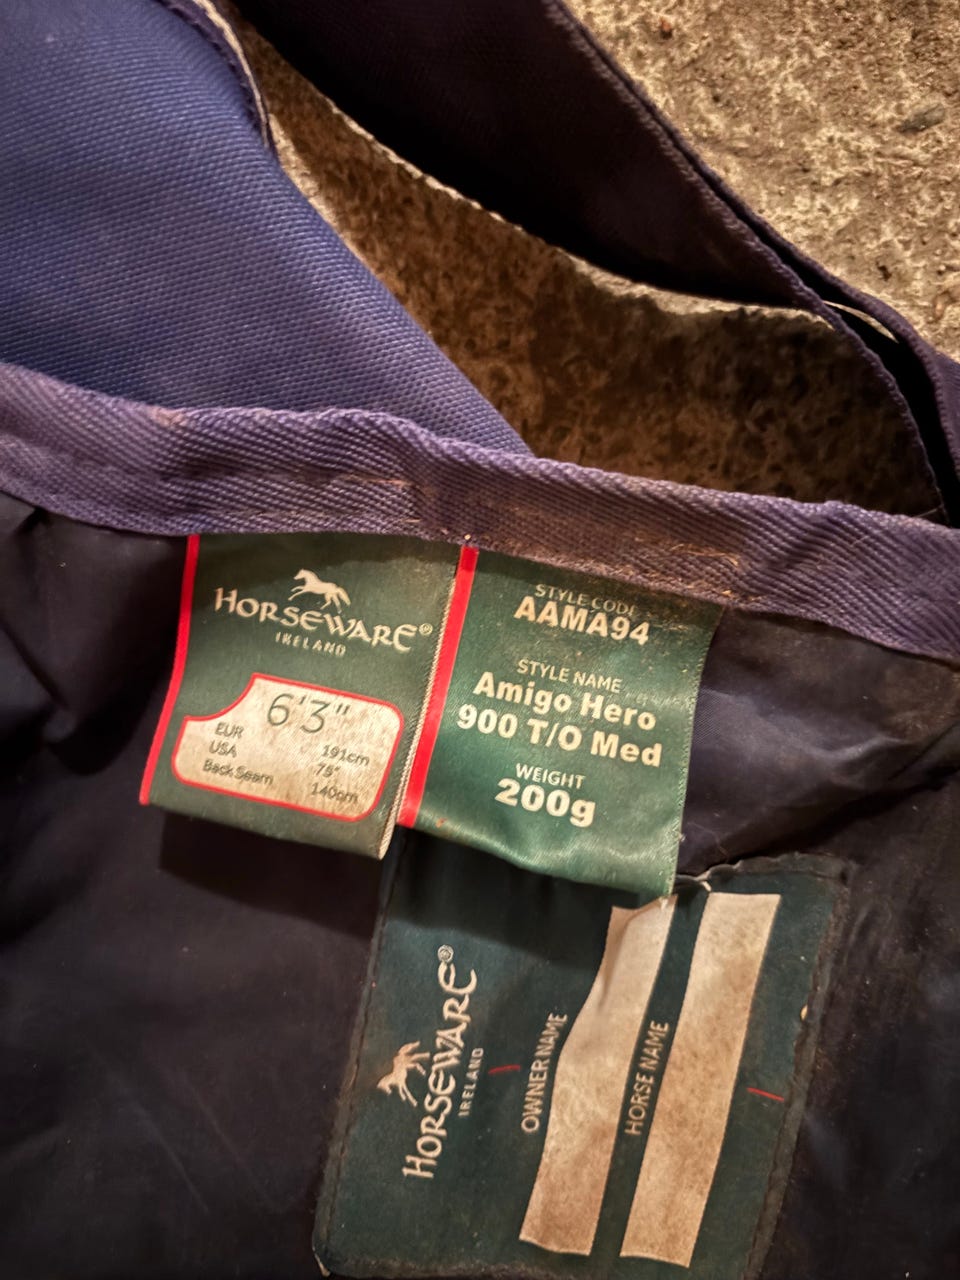 HORSEWARE®
IRELAND
6'3"
EUR 191cm
USA 75"
Back Seam 140cm
STYLE CODE
AAMA94
STYLE NAME
Amigo Hero
900 T/O Med
WEIGHT
200g
HORSEWARE®
IRELAND
OWNER NAME
HORSE NAME